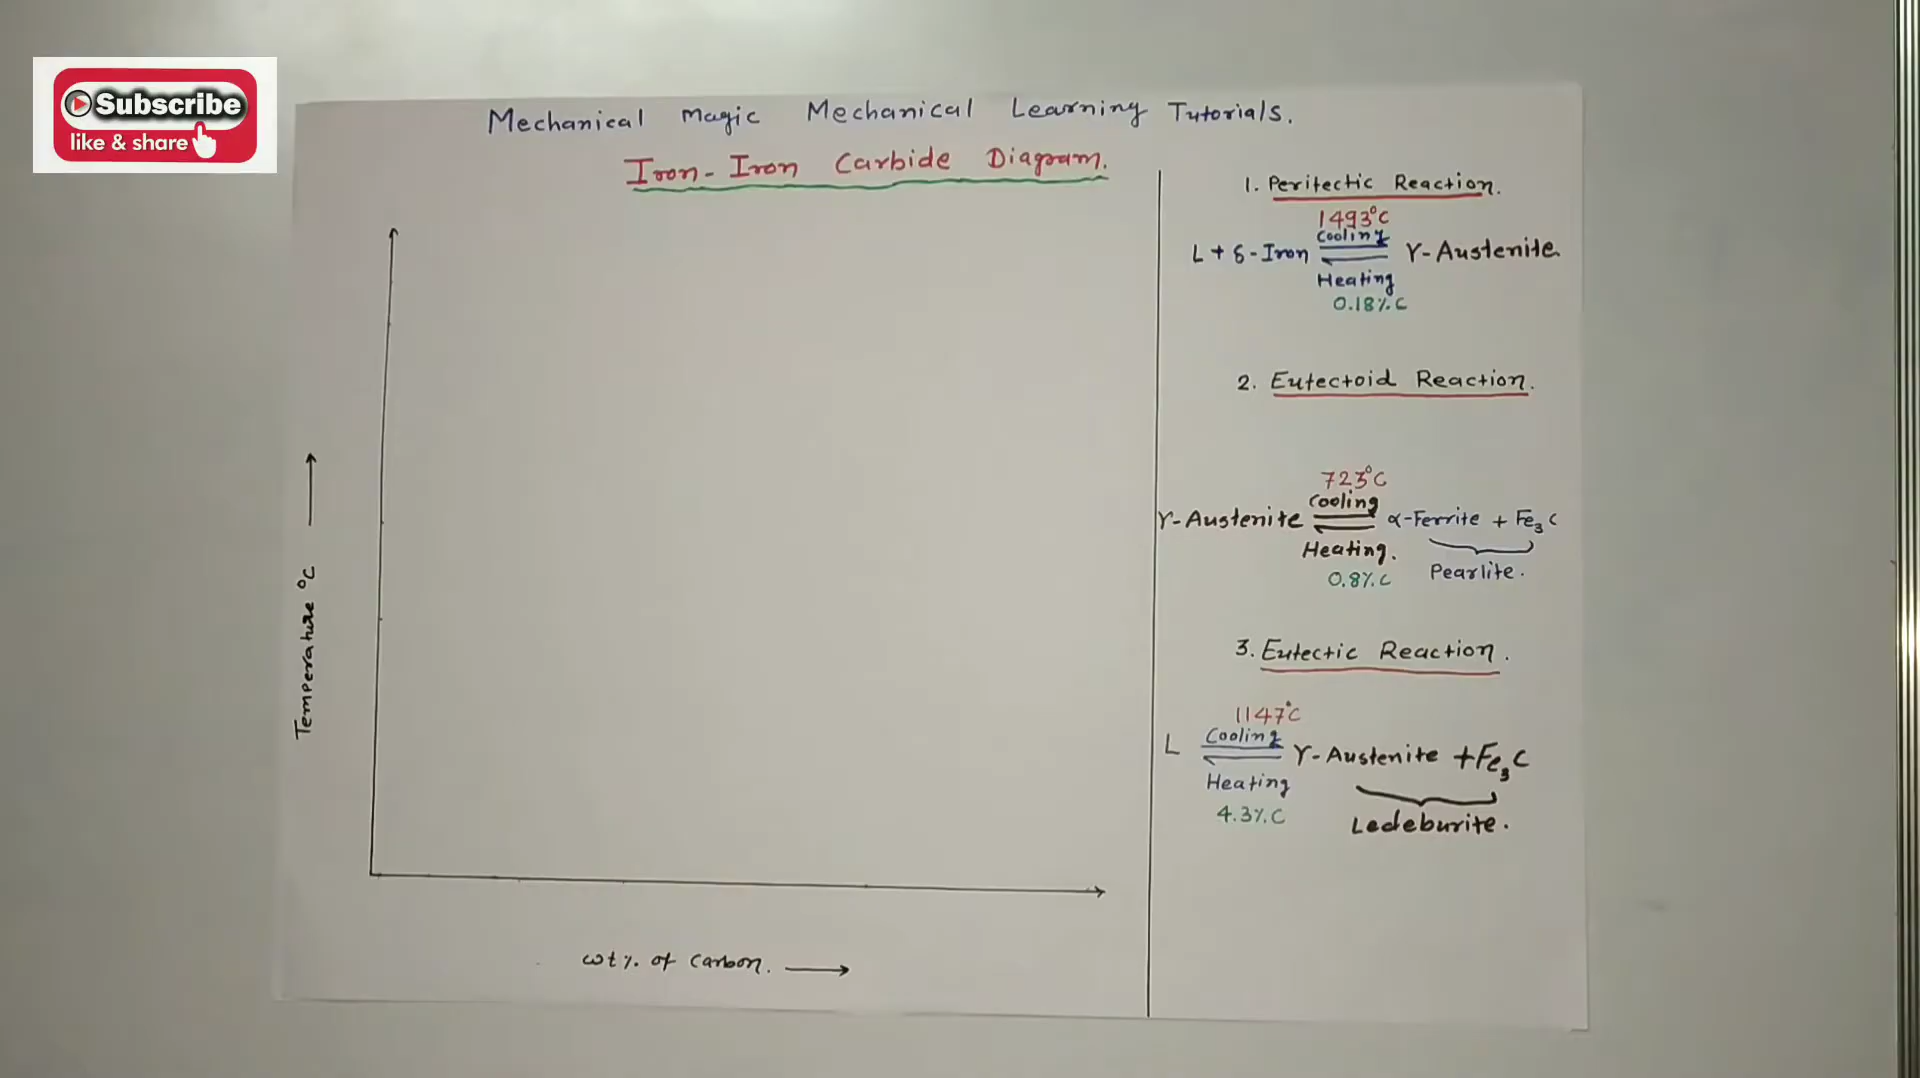 Subscribe
like & share
Mechanical Magic Mechanical Learning Tutorials.
Iron-Iron Carbide Diagram.
Temperature °C
wt% of carbon.
1. Peritectic Reaction.
1493°C
Cooling
L + δ-Iron ⇌ γ-Austenite
Heating
0.18% C
2. Eutectoid Reaction.
723°C
Cooling
γ-Austenite ⇌ α-Ferrite + Fe₃C
Heating.
0.8% C
Pearlite.
3. Eutectic Reaction.
1147°C
Cooling
L ⇌ γ-Austenite + Fe₃C
Heating
4.3% C
Ledeburite.